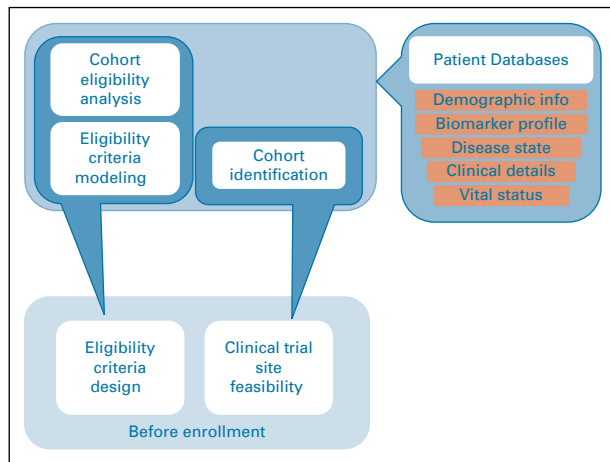 Cohort
eligibility
analysis
Eligibility
criteria
modeling
Cohort
identification
Patient Databases
Demographic info
Biomarker profile
Disease state
Clinical details
Vital status
Eligibility
criteria
design
Clinical trial
site
feasibility
Before enrollment